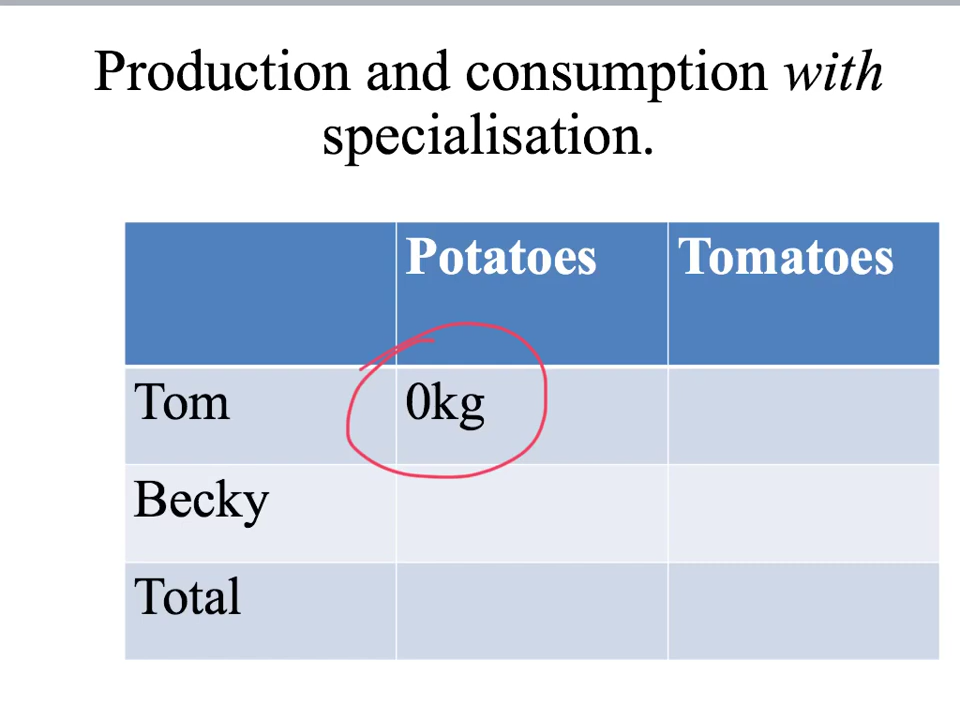 Production and consumption with
specialisation.
Potatoes Tomatoes
Tom 0kg
Becky
Total